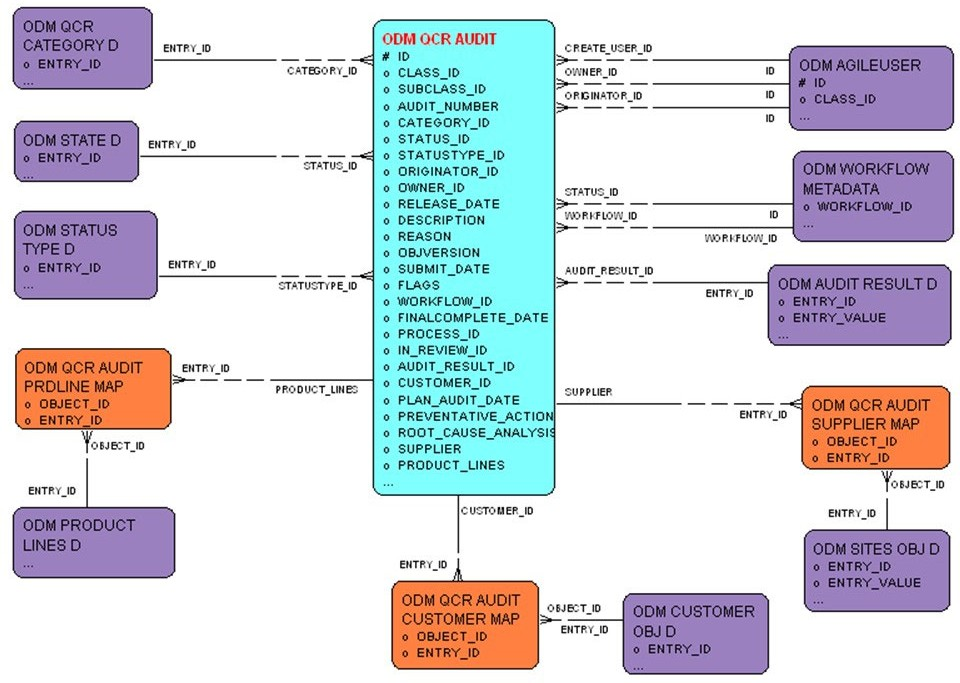 ODM QCR
CATEGORY D
o ENTRY_ID
...
ENTRY_ID
CATEGORY_ID
ODM STATE D
o ENTRY_ID
...
ENTRY_ID
STATUS_ID
ODM STATUS
TYPE D
o ENTRY_ID
...
ENTRY_ID
STATUSTYPE_ID
ODM QCR AUDIT
PRDLINE MAP
o OBJECT_ID
o ENTRY_ID
ENTRY_ID
PRODUCT_LINES
OBJECT_ID
ENTRY_ID
ODM PRODUCT
LINES D
...
ODM QCR AUDIT
# ID
o CLASS_ID
o SUBCLASS_ID
o AUDIT_NUMBER
o CATEGORY_ID
o STATUS_ID
o STATUSTYPE_ID
o ORIGINATOR_ID
o OWNER_ID
o RELEASE_DATE
o DESCRIPTION
o REASON
o OBJVERSION
o SUBMIT_DATE
o FLAGS
o WORKFLOW_ID
o FINALCOMPLETE_DATE
o PROCESS_ID
o IN_REVIEW_ID
o AUDIT_RESULT_ID
o CUSTOMER_ID
o PLAN_AUDIT_DATE
o PREVENTATIVE_ACTION
o ROOT_CAUSE_ANALYSIS
o SUPPLIER
o PRODUCT_LINES
...
CUSTOMER_ID
ENTRY_ID
ODM QCR AUDIT
CUSTOMER MAP
o OBJECT_ID
o ENTRY_ID
OBJECT_ID
ENTRY_ID
ODM CUSTOMER
OBJ D
o ENTRY_ID
...
CREATE_USER_ID
ID
OWNER_ID
ID
ORIGINATOR_ID
ID
ODM AGILEUSER
# ID
o CLASS_ID
...
STATUS_ID
ID
WORKFLOW_ID
WORKFLOW_ID
ODM WORKFLOW
METADATA
o WORKFLOW_ID
...
AUDIT_RESULT_ID
ENTRY_ID
ODM AUDIT RESULT D
o ENTRY_ID
o ENTRY_VALUE
...
SUPPLIER
ENTRY_ID
ODM QCR AUDIT
SUPPLIER MAP
o OBJECT_ID
o ENTRY_ID
OBJECT_ID
ENTRY_ID
ODM SITES OBJ D
o ENTRY_ID
o ENTRY_VALUE
...